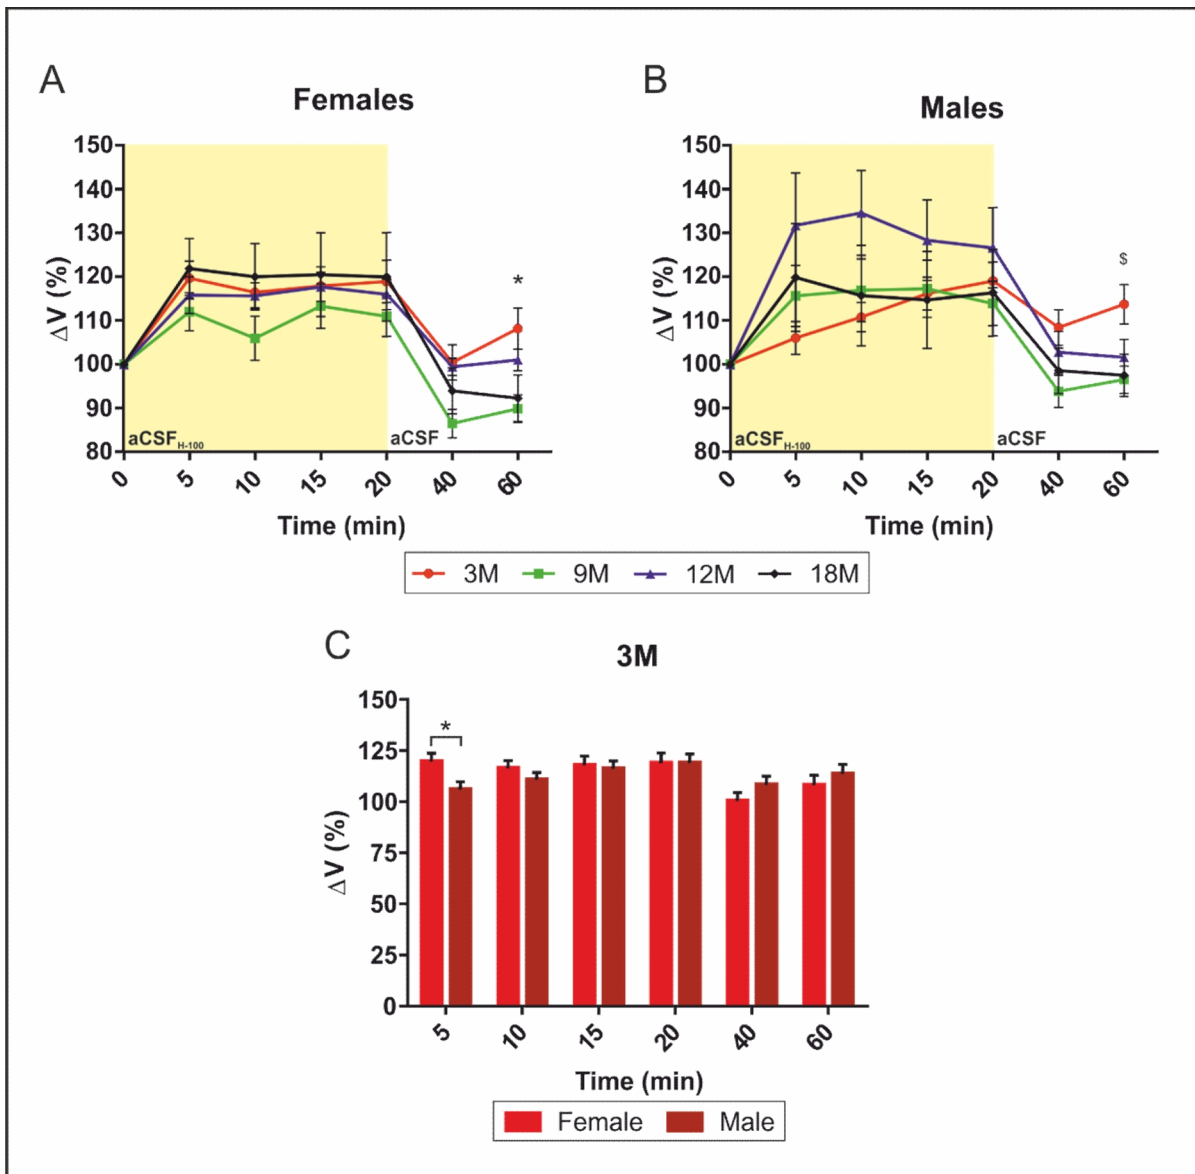 A
Females
150
140
130
120
110
100
90
80
ΔV (%)
*
aCSF H-100
aCSF
0 5 10 15 20 40 60
Time (min)
B
Males
150
140
130
120
110
100
90
80
ΔV (%)
$
aCSF H-100
aCSF
0 5 10 15 20 40 60
Time (min)
3M 9M 12M 18M
C
3M
150
125
100
75
50
25
0
ΔV (%)
*
5 10 15 20 40 60
Time (min)
Female Male